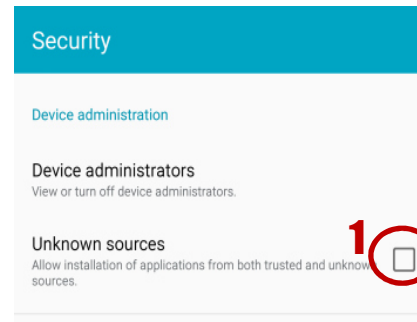 Security
Device administration
Device administrators
View or turn off device administrators.
Unknown sources
1
Allow installation of applications from both trusted and unknow
sources.